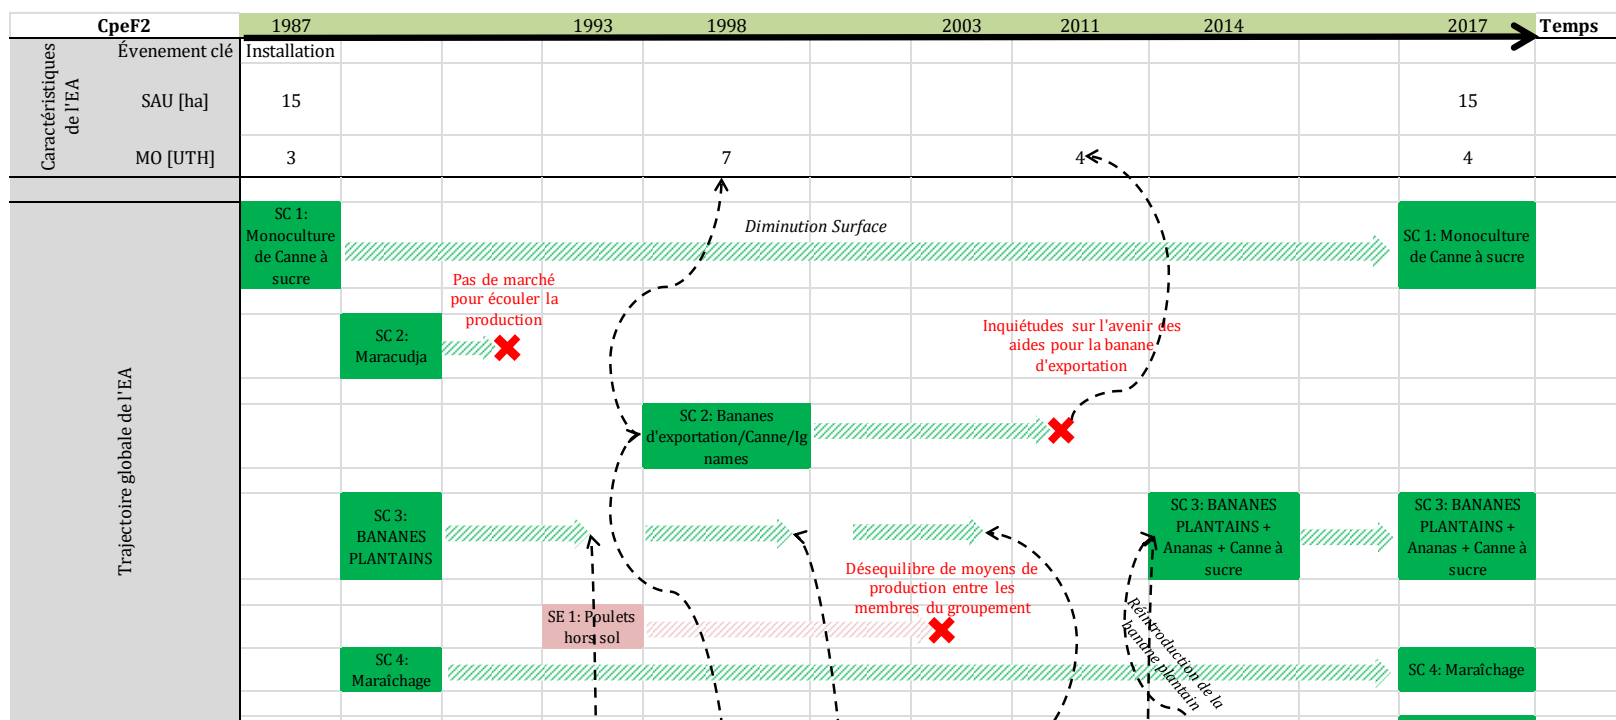 CpeF2
1987
1993
1998
2003
2011
2014
2017
Temps
Caractéristiques
de l'EA
Évenement clé
Installation
SAU [ha]
15
15
MO [UTH]
3
7
4
4
Trajectoire globale de l'EA
SC 1:
Monoculture
de Canne à
sucre
Diminution Surface
SC 1: Monoculture
de Canne à sucre
Pas de marché
pour écouler la
production
SC 2:
Maracudja
Inquiétudes sur l'avenir des
aides pour la banane
d'exportation
SC 2: Bananes
d'exportation/Canne/Ig
names
SC 3:
BANANES
PLANTAINS
SC 3: BANANES
PLANTAINS +
Ananas + Canne à
sucre
SC 3: BANANES
PLANTAINS +
Ananas + Canne à
sucre
Désequilibre de moyens de
production entre les
membres du groupement
SE 1: Poulets
hors sol
Réintroduction de la
banane plantain
SC 4:
Maraîchage
SC 4: Maraîchage